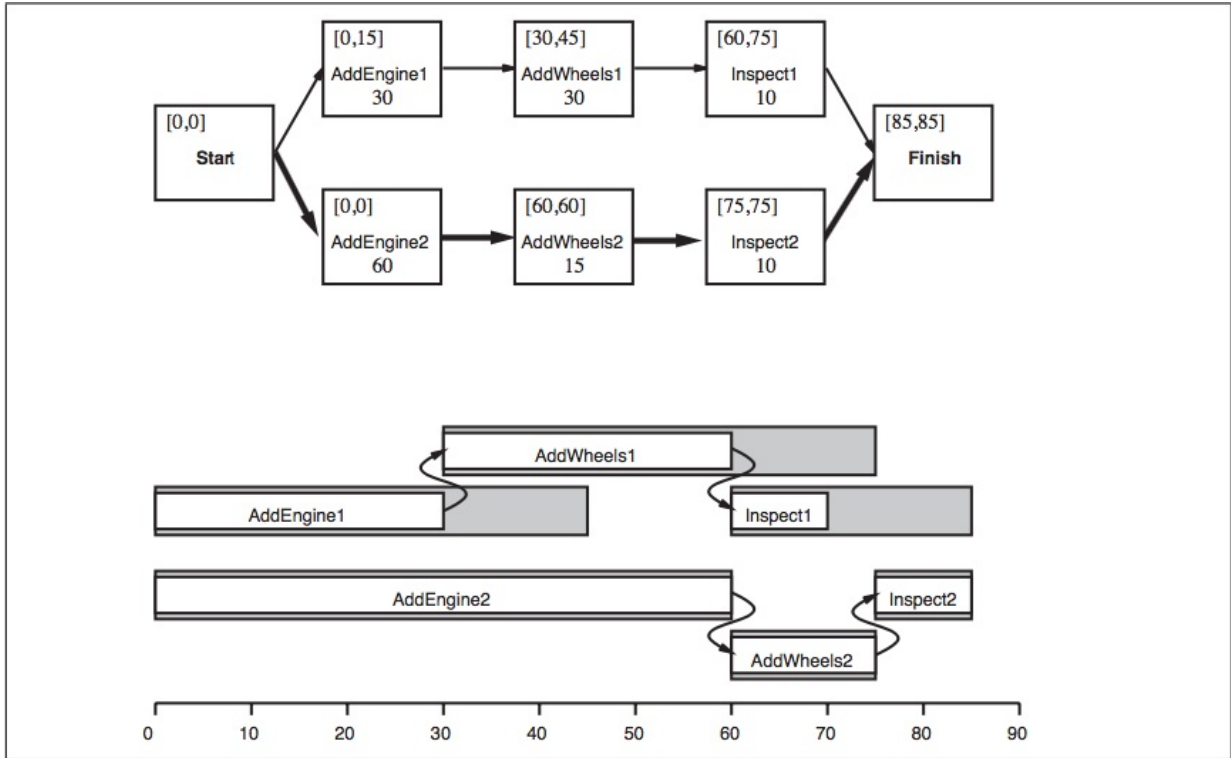 [0,15]
AddEngine1
30
[30,45]
AddWheels1
30
[60,75]
Inspect1
10
[0,0]
Start
[85,85]
Finish
[0,0]
AddEngine2
60
[60,60]
AddWheels2
15
[75,75]
Inspect2
10
AddWheels1
AddEngine1
Inspect1
AddEngine2
Inspect2
AddWheels2
0 10 20 30 40 50 60 70 80 90